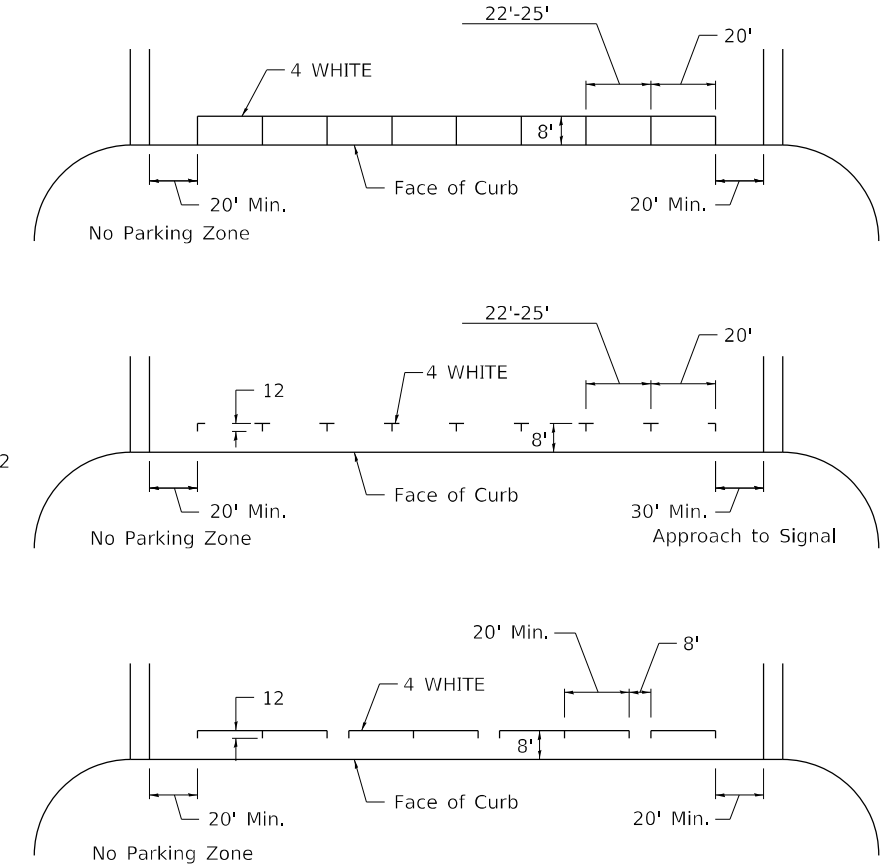 22'-25'
20'
4 WHITE
8'
Face of Curb
20' Min.
20' Min.
No Parking Zone
22'-25'
20'
12
4 WHITE
8'
2
Face of Curb
20' Min.
30' Min.
No Parking Zone
Approach to Signal
20' Min.
8'
12
4 WHITE
8'
Face of Curb
20' Min.
20' Min.
No Parking Zone